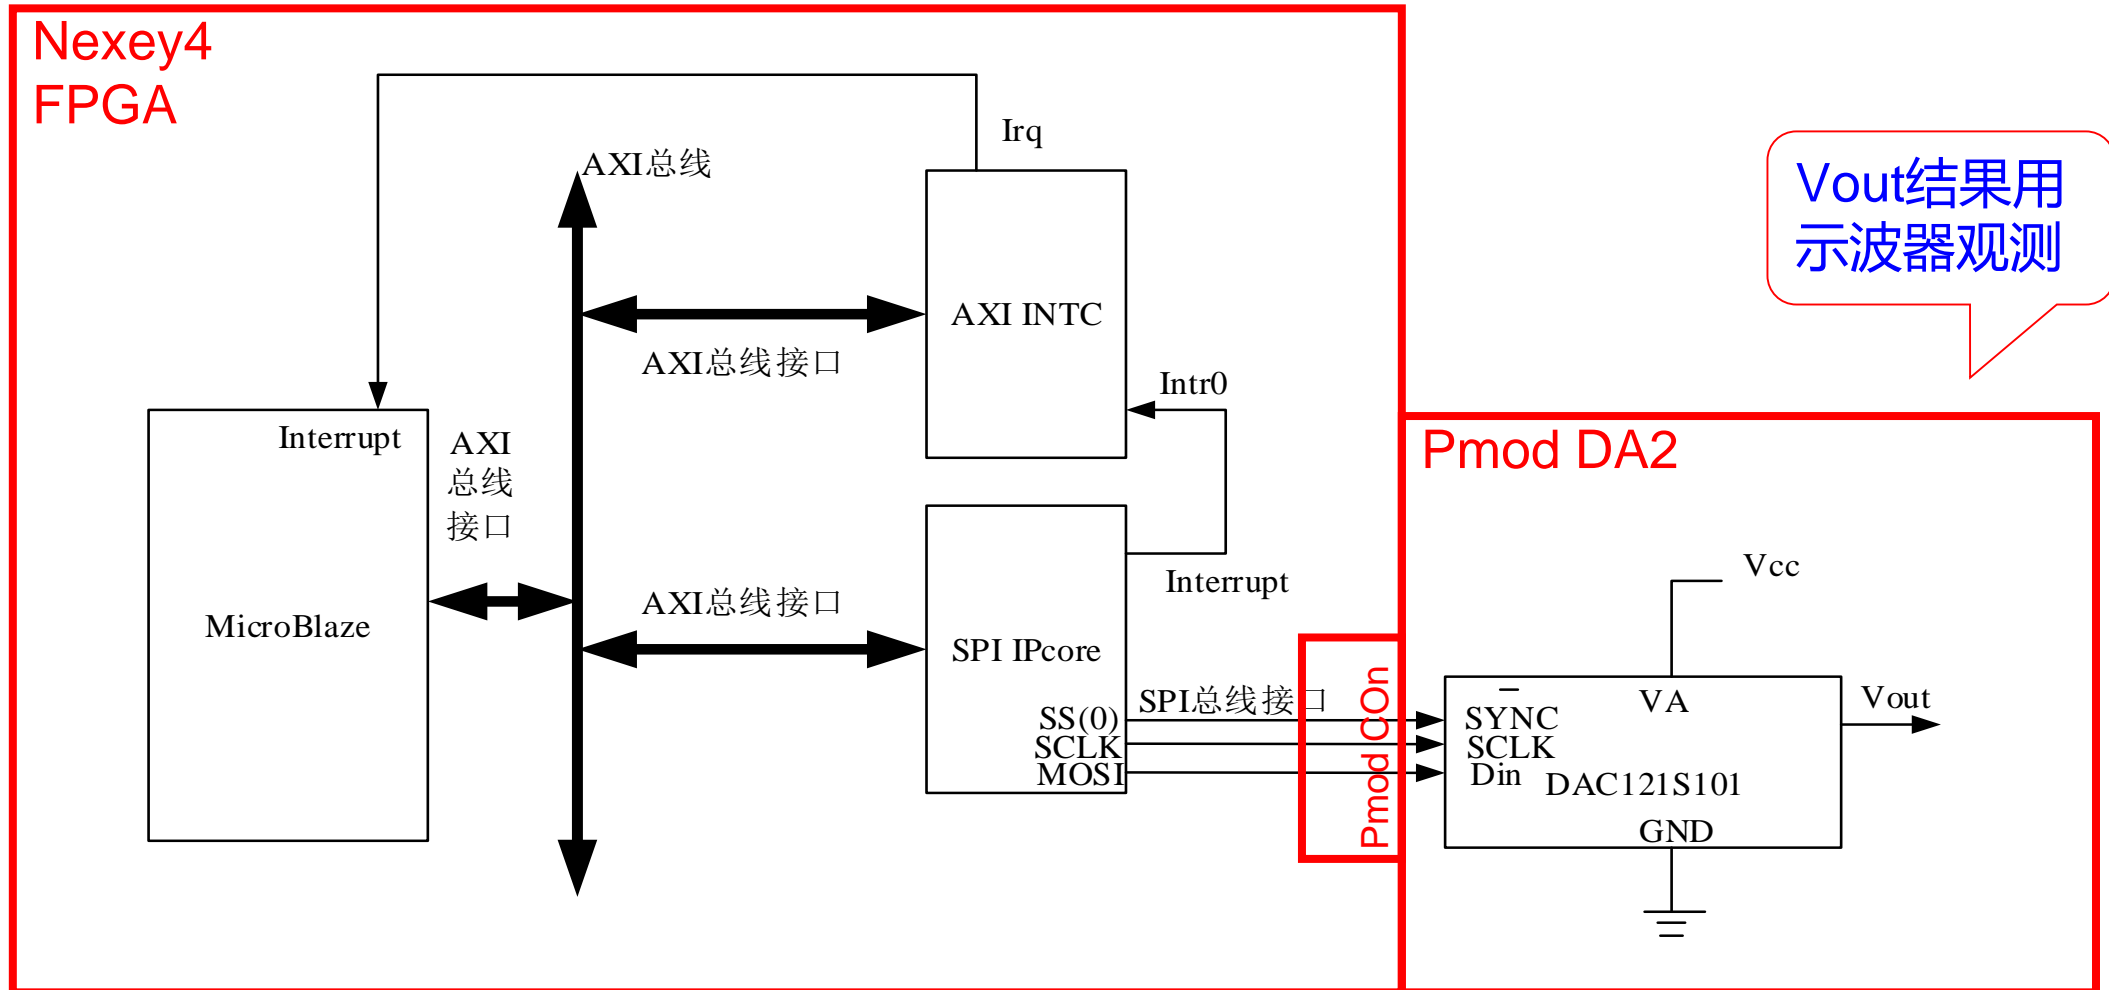 Nexey4
FPGA
Irq
AXI总线
Vout结果用
示波器观测
AXI INTC
AXI总线接口
Intr0
Interrupt
AXI
总线
接口
Pmod DA2
MicroBlaze
AXI总线接口
Interrupt
SPI IPcore
Vcc
SS(0)
SCLK
MOSI
SPI总线接口
Pmod COn
SYNC
SCLK
Din
VA
DAC121S101
GND
Vout